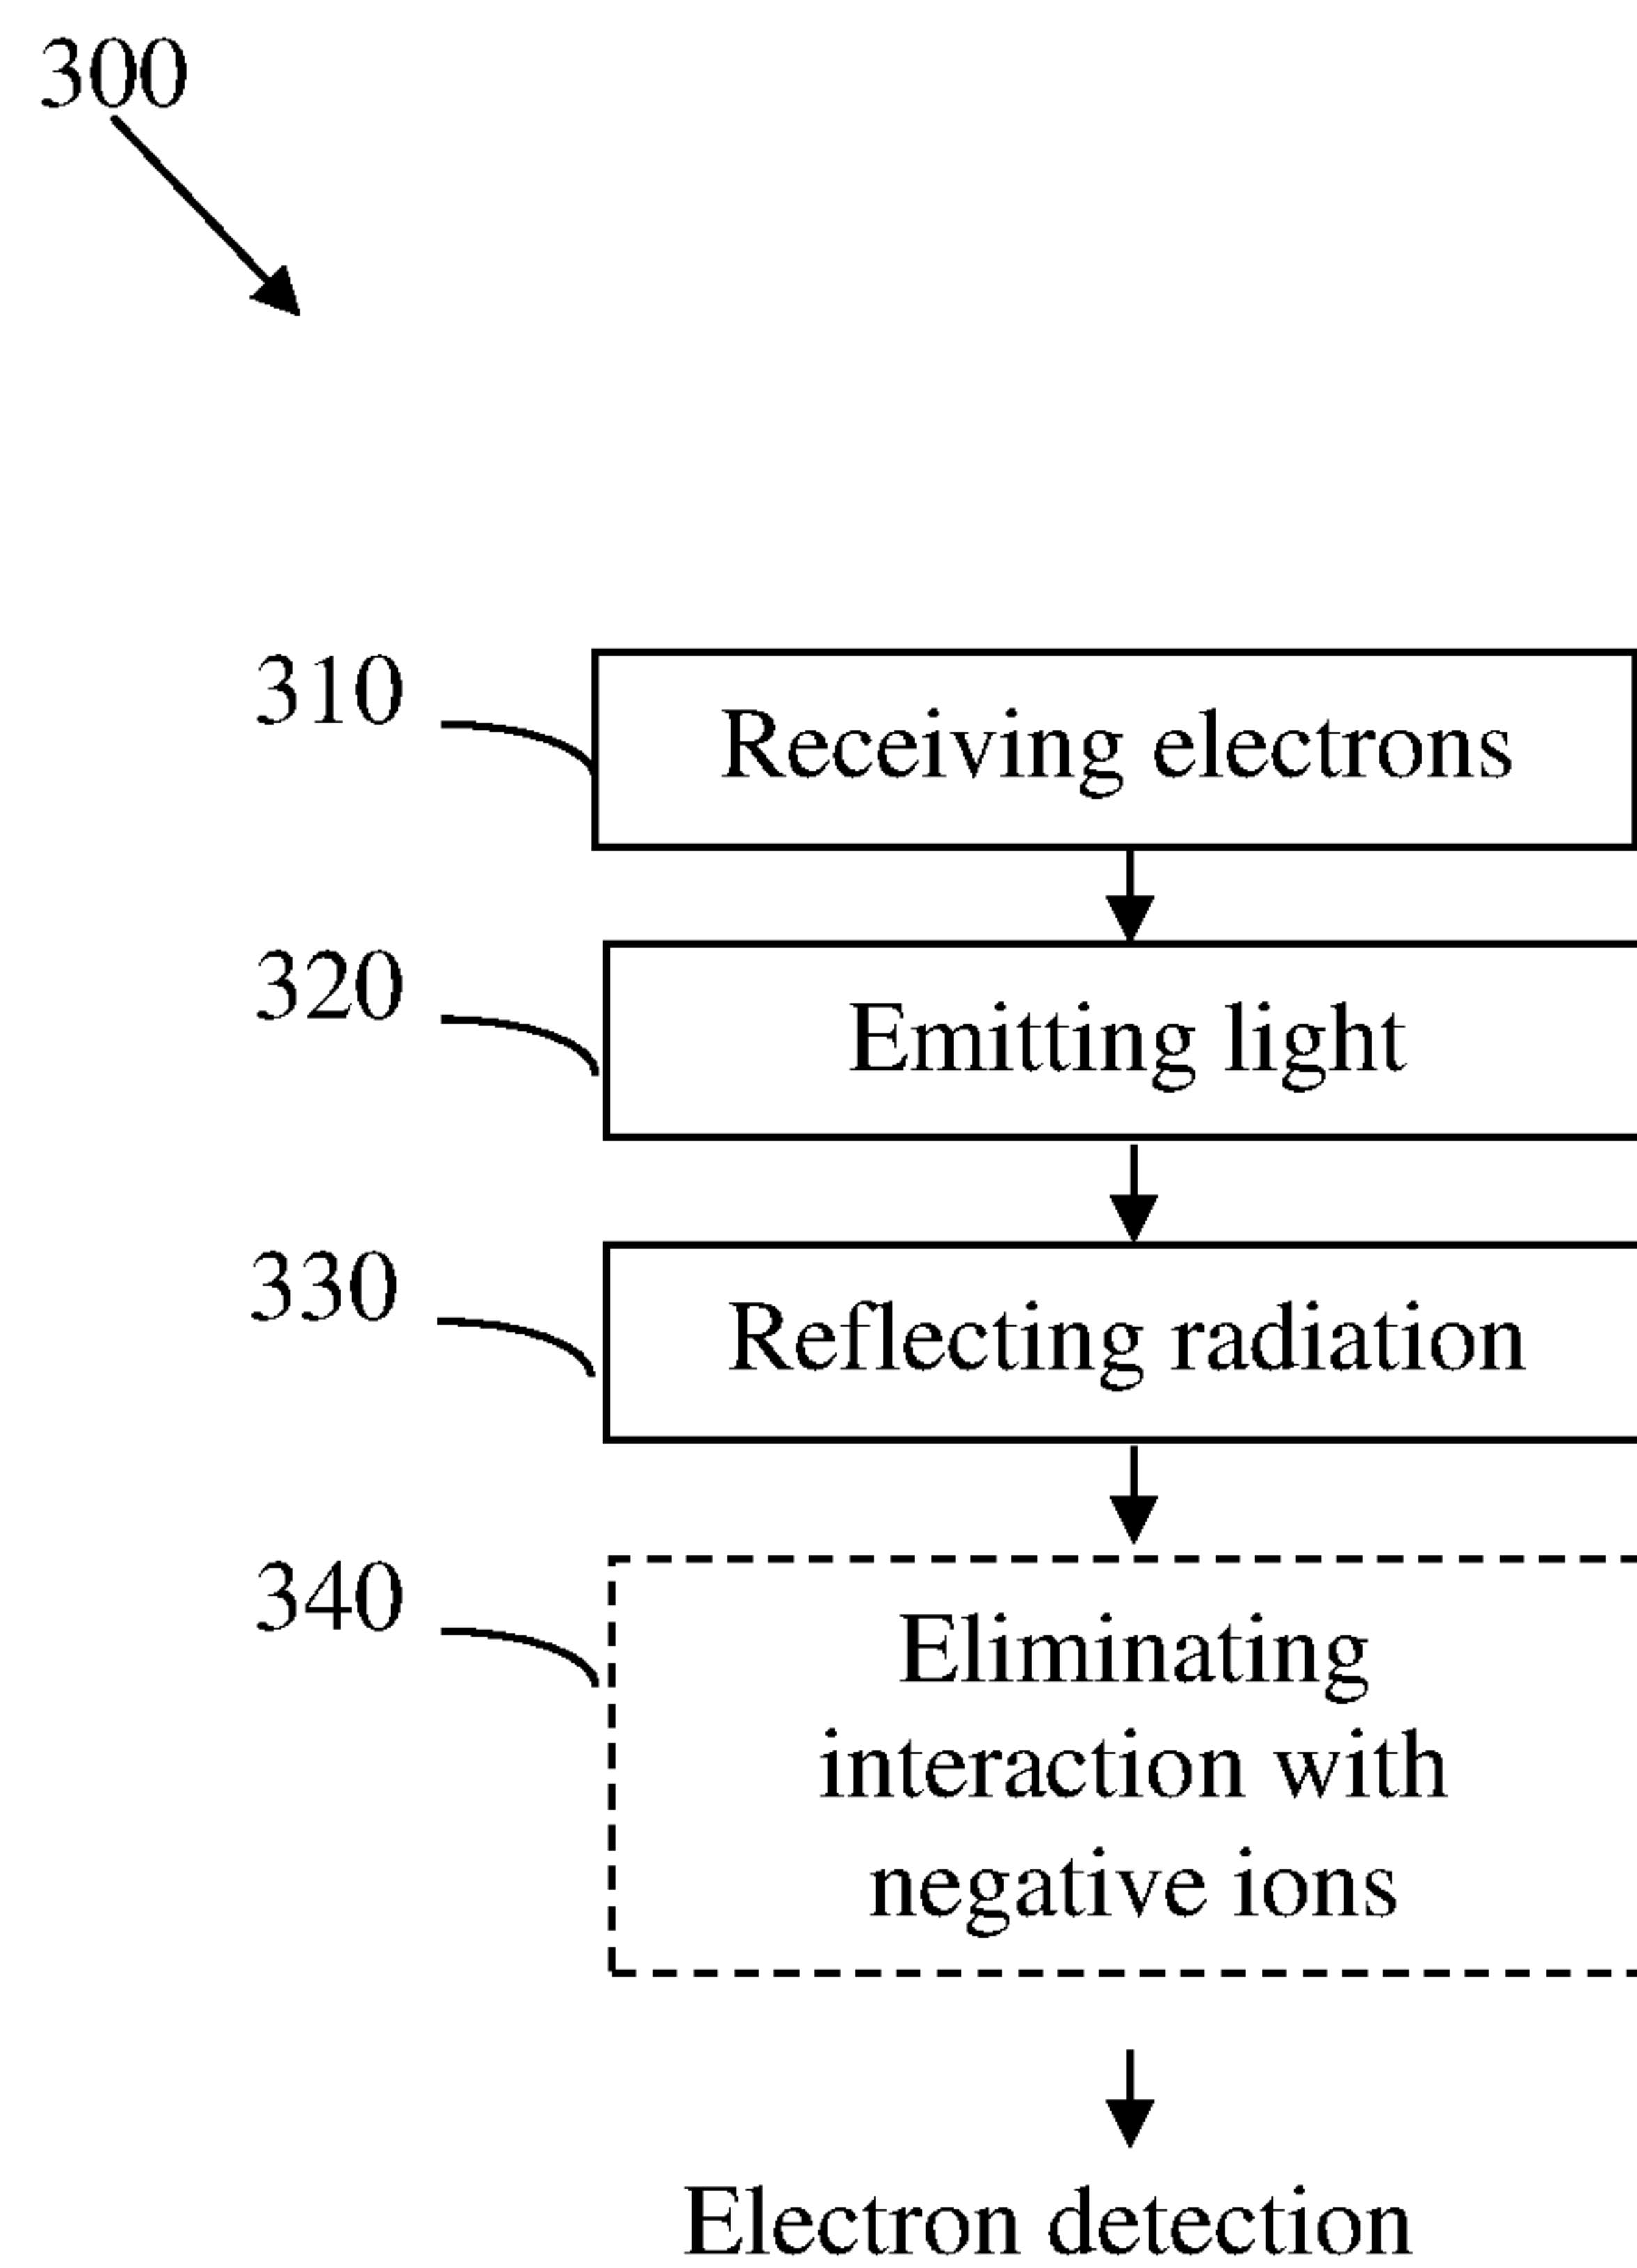 300
310
Receiving electrons
320
Emitting light
330
Reflecting radiation
340
Eliminating
interaction with
negative ions
Electron detection